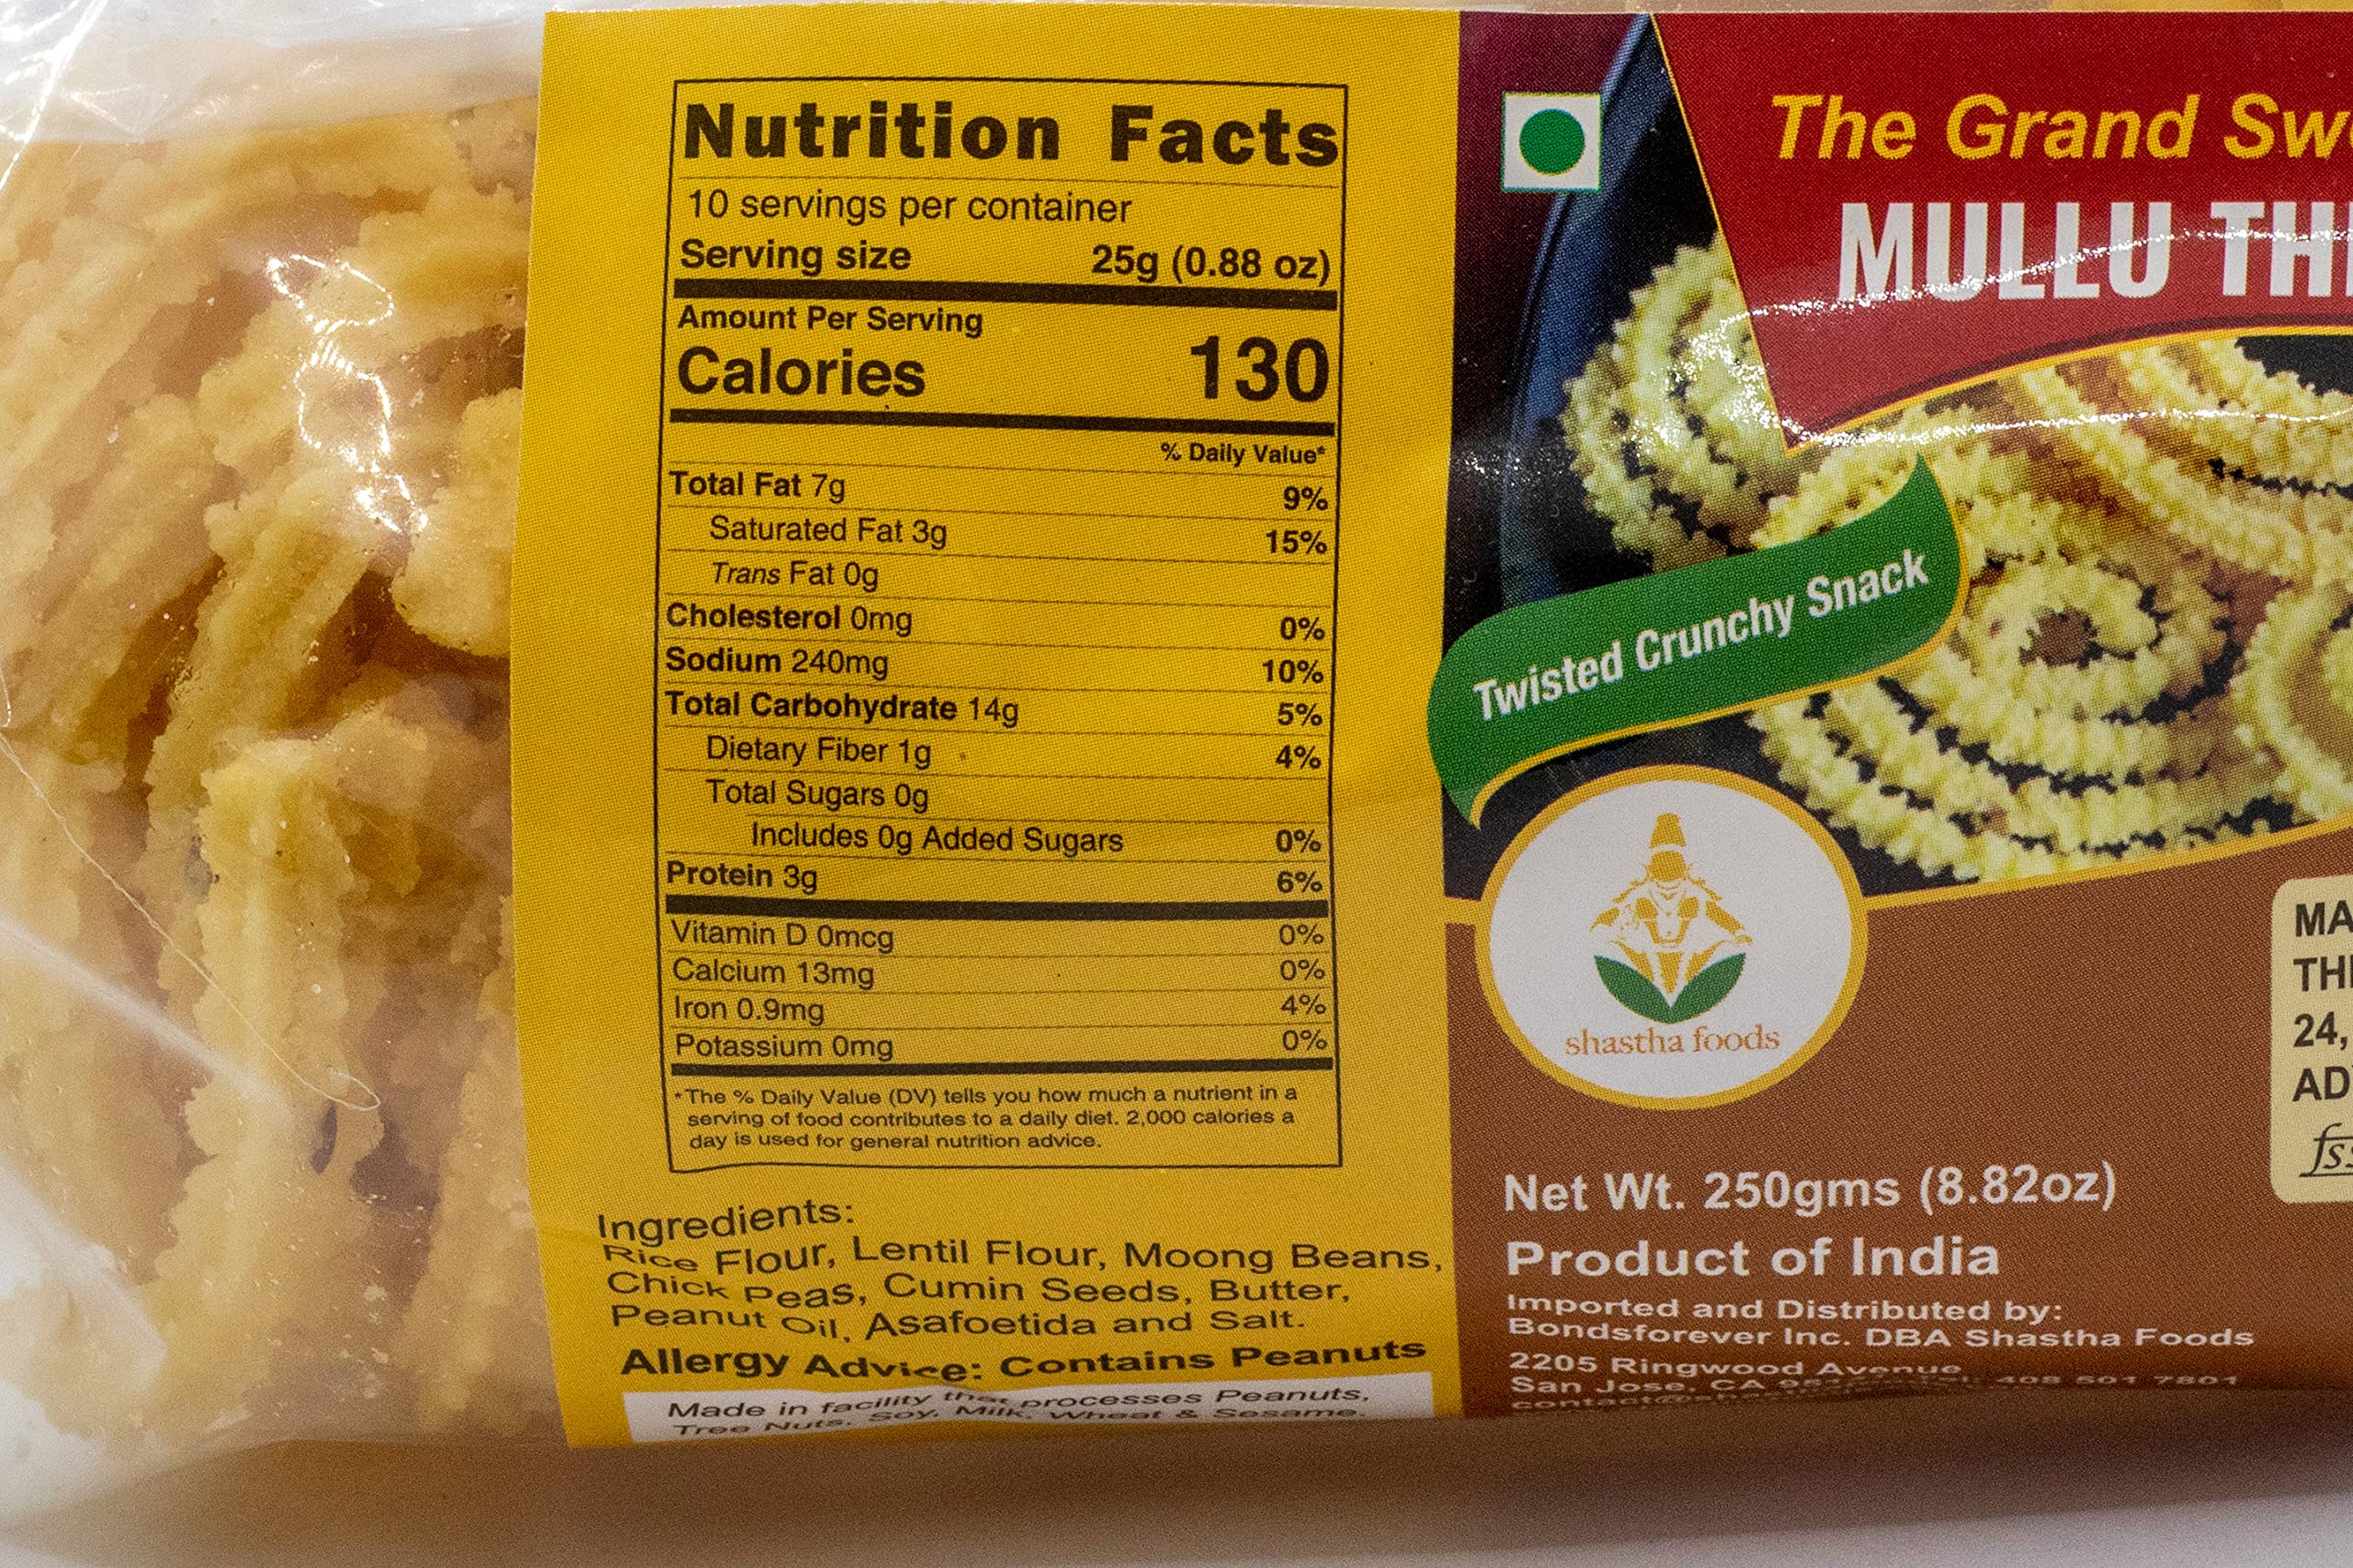 Nutrition Facts
10 servings per container
Serving size 25g (0.88 oz)
Amount Per Serving
Calories 130
% Daily Value*
Total Fat 7g 9%
Saturated Fat 3g 15%
Trans Fat 0g
Cholesterol 0mg 0%
Sodium 240mg 10%
Total Carbohydrate 14g 5%
Dietary Fiber 1g 4%
Total Sugars 0g
Includes 0g Added Sugars 0%
Protein 3g 6%
Vitamin D 0mcg 0%
Calcium 13mg 0%
Iron 0.9mg 4%
Potassium 0mg 0%
*The % Daily Value (DV) tells you how much a nutrient in a
serving of food contributes to a daily diet. 2,000 calories a
day is used for general nutrition advice.
Ingredients:
Rice Flour, Lentil Flour, Moong Beans,
Chick Peas, Cumin Seeds, Butter,
Peanut Oil, Asafoetida and Salt.
Allergy Advice: Contains Peanuts
Made in facility that processes Peanuts,
Tree Nuts, Soy, Milk, Wheat & Sesame.
The Grand
MULLU
Twisted Crunchy Snack
shastha foods
24,
Net Wt. 250gms (8.82oz)
Product of India
Imported and Distributed by:
Bondsforever Inc. DBA Shastha Foods
2205 Ringwood Avenue
San Jose, CA 408 501 7801